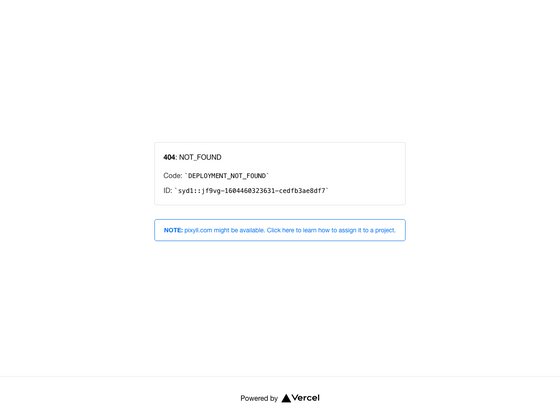 404: NOT_FOUND
Code: `DEPLOYMENT_NOT_FOUND`
ID: `syd1::jf9vg-1604460323631-cedfb3ae8df7`
NOTE: pixyli.com might be available. Click here to learn how to assign it to a project.
Powered by Vercel